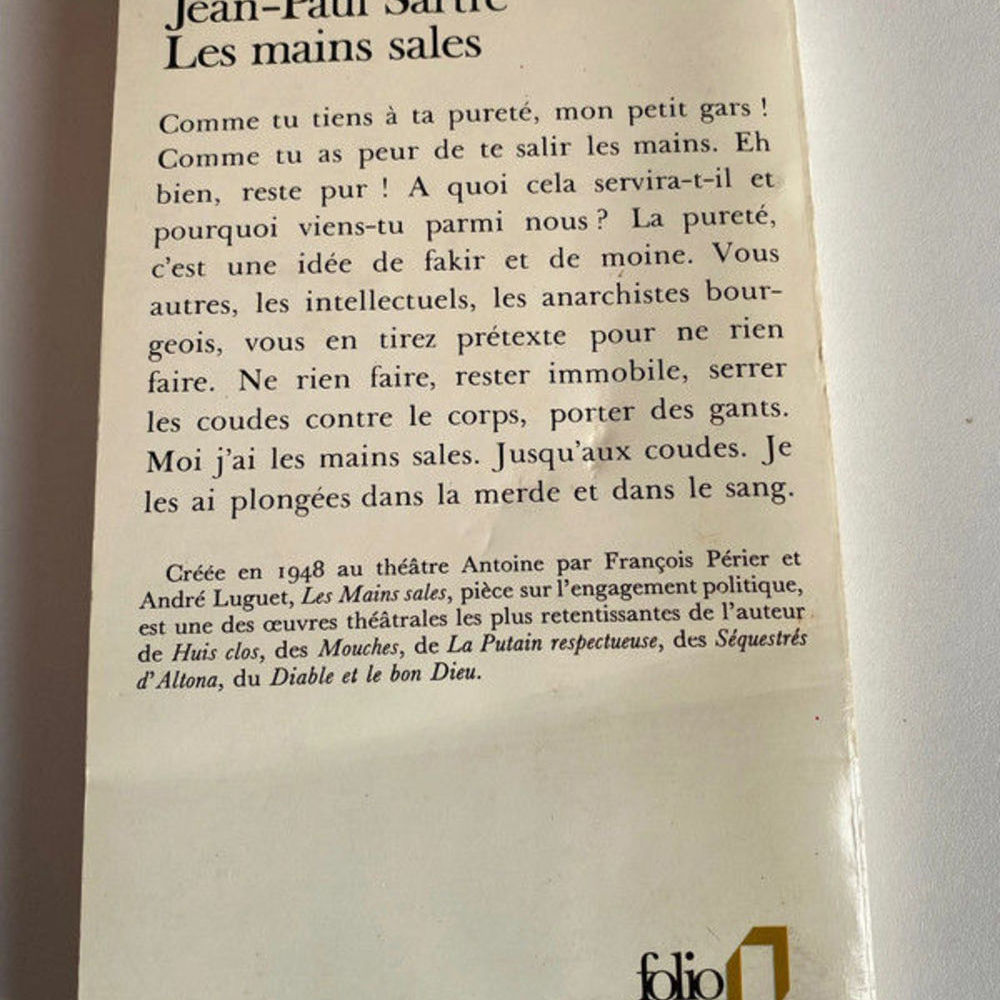 Jean-Paul Sartre
Les mains sales
Comme tu tiens à ta pureté, mon petit gars !
Comme tu as peur de te salir les mains. Eh
bien, reste pur ! A quoi cela servira-t-il et
pourquoi viens-tu parmi nous ? La pureté,
c'est une idée de fakir et de moine. Vous
autres, les intellectuels, les anarchistes bour-
geois, vous en tirez prétexte pour ne rien
faire. Ne rien faire, rester immobile, serrer
les coudes contre le corps, porter des gants.
Moi j'ai les mains sales. Jusqu'aux coudes. Je
les ai plongées dans la merde et dans le sang.
Créée en 1948 au théâtre Antoine par François Périer et
André Luguet, Les Mains sales, pièce sur l'engagement politique,
est une des œuvres théâtrales les plus retentissantes de l'auteur
de Huis clos, des Mouches, de La Putain respectueuse, des Séquestrés
d'Altona, du Diable et le bon Dieu.
folio